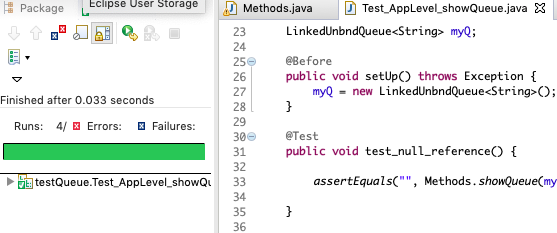 Package
Eclipse User Storage
Finished after 0.033 seconds
Runs: 4/ Errors: Failures:
testQueue.Test_AppLevel_showQu
Methods.java
Test_AppLevel_showQueue.java
23 LinkedUnbndQueue<String> myQ;
24
25 @Before
26 public void setUp() throws Exception {
27 myQ = new LinkedUnbndQueue<String>();
28 }
29
30 @Test
31 public void test_null_reference() {
32
33 assertEquals("", Methods.showQueue(my
34
35 }
36